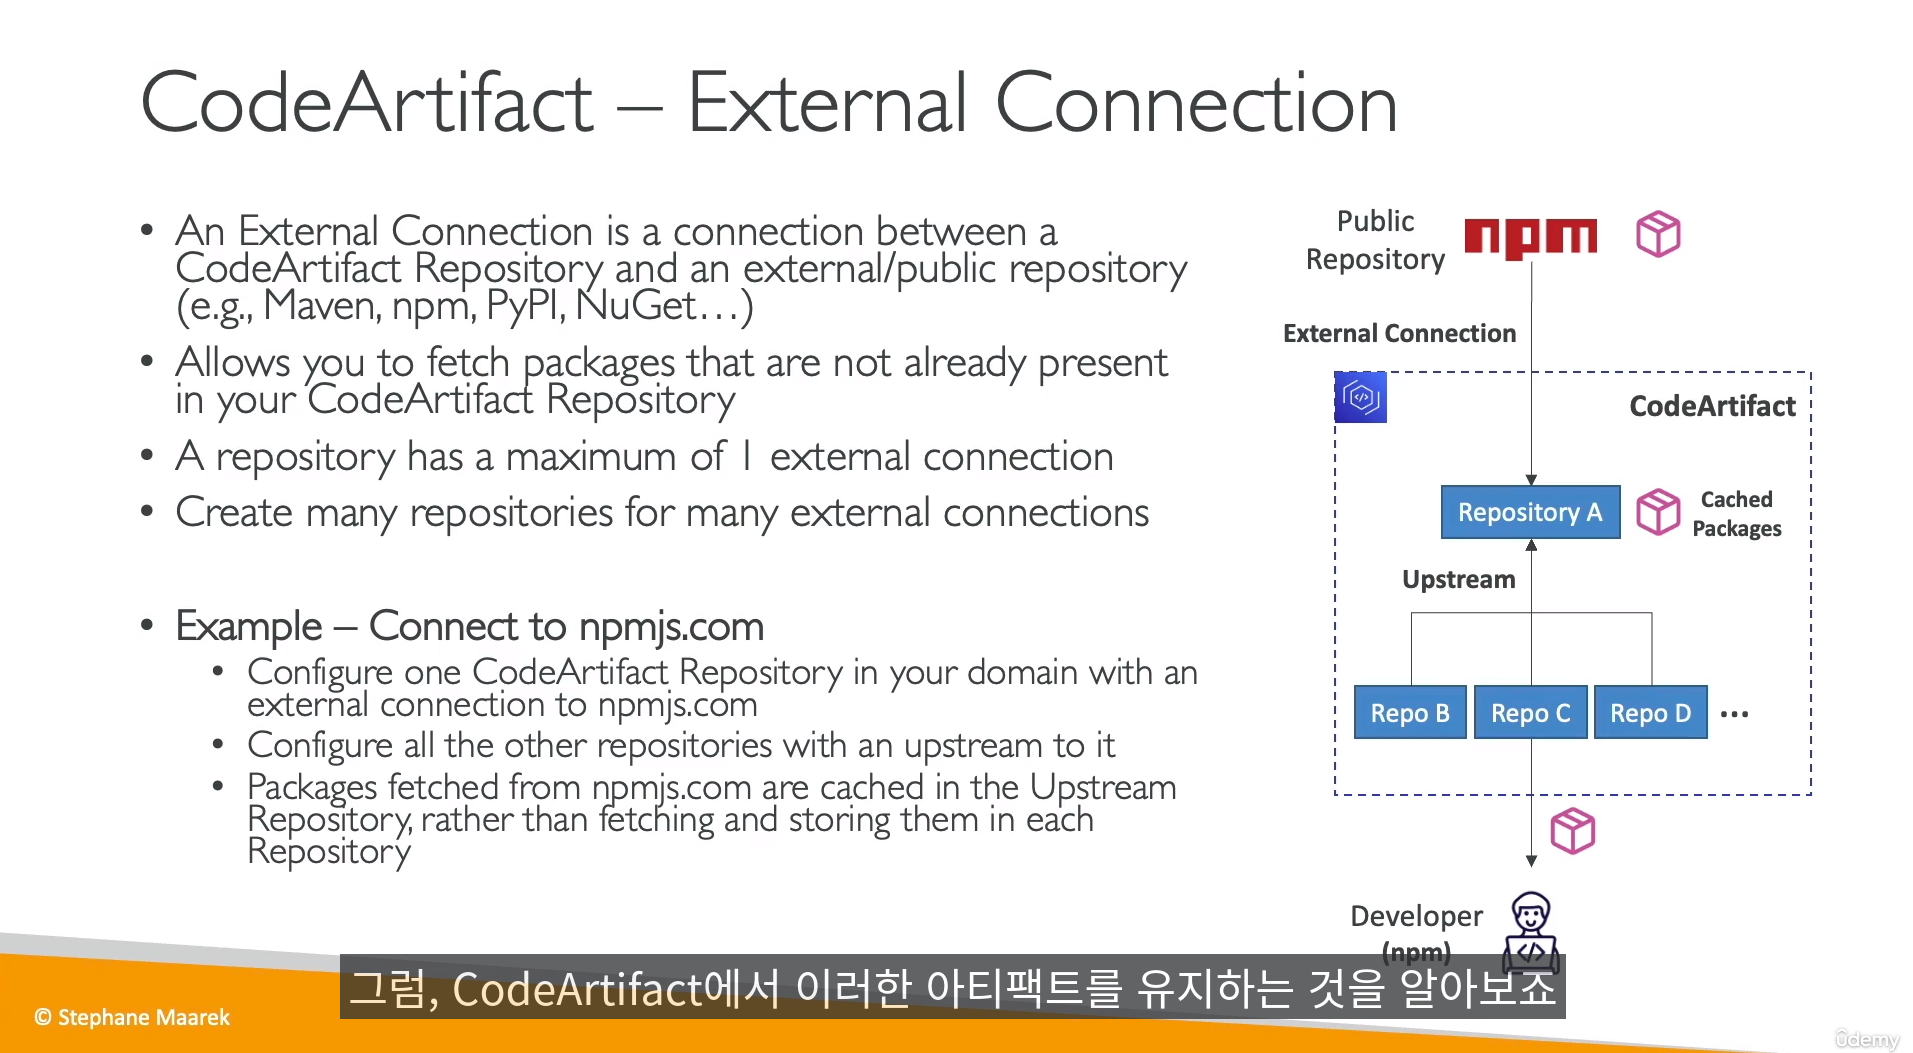 CodeArtifact – External Connection
• An External Connection is a connection between a
CodeArtifact Repository and an external/public repository
(e.g., Maven, npm, PyPI, NuGet…)
• Allows you to fetch packages that are not already present
in your CodeArtifact Repository
• A repository has a maximum of 1 external connection
• Create many repositories for many external connections
• Example – Connect to npmjs.com
• Configure one CodeArtifact Repository in your domain with an
external connection to npmjs.com
• Configure all the other repositories with an upstream to it
• Packages fetched from npmjs.com are cached in the Upstream
Repository, rather than fetching and storing them in each
Repository
Public
Repository
npm
External Connection
CodeArtifact
Repository A
Cached
Packages
Upstream
Repo B
Repo C
Repo D
...
Developer
(npm)
그럼, CodeArtifact에서 이러한 아티팩트를 유지하는 것을 알아보죠
© Stephane Maarek
udemy